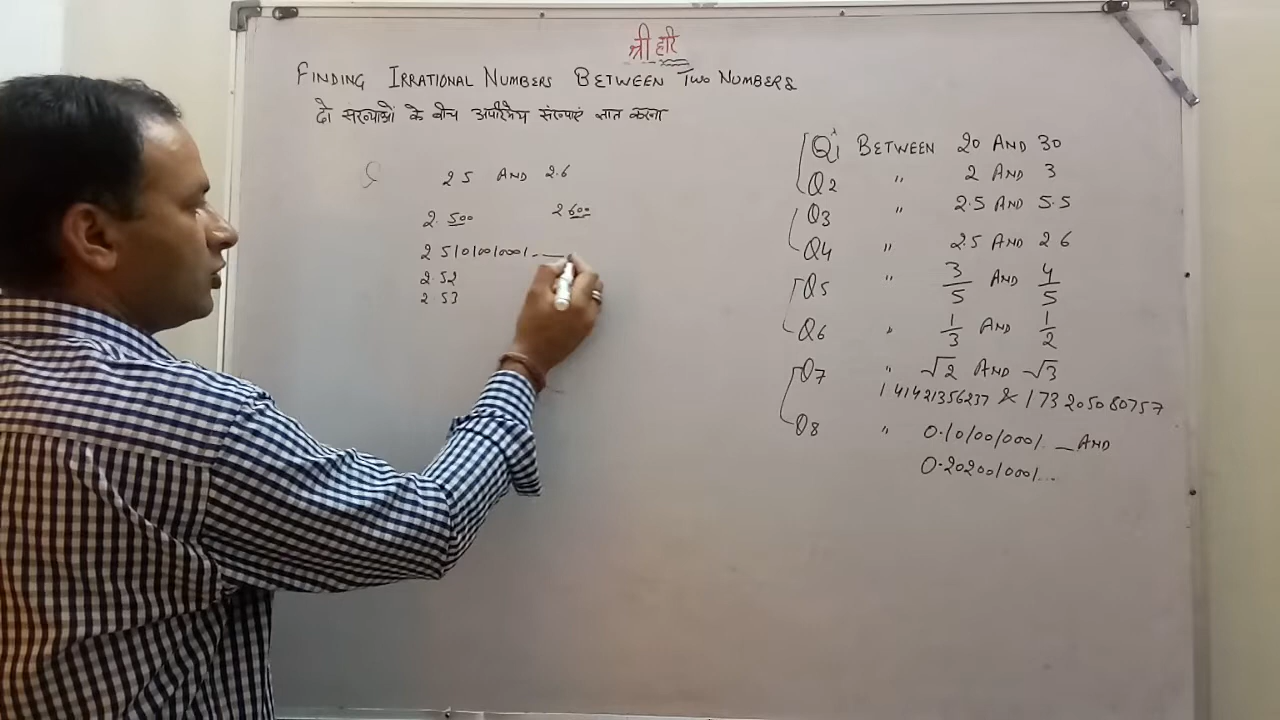 श्री हरि
FINDING IRRATIONAL NUMBERS BETWEEN TWO NUMBERS
दो संख्याओं के बीच अपरिमेय संख्याएं ज्ञात करना
2.5 AND 2.6
2.500 2.600
2.51010010001. __
2.52
2.53
Q1 BETWEEN 20 AND 30
Q2 " 2 AND 3
Q3 " 2.5 AND 5.5
Q4 " 2.5 AND 2.6
Q5 " 3/5 AND 4/5
Q6 " 1/3 AND 1/2
Q7 " √2 AND √3
1.41421356237 & 1.73205080757
Q8 " 0.1010010001. _ AND
0.2020010001...